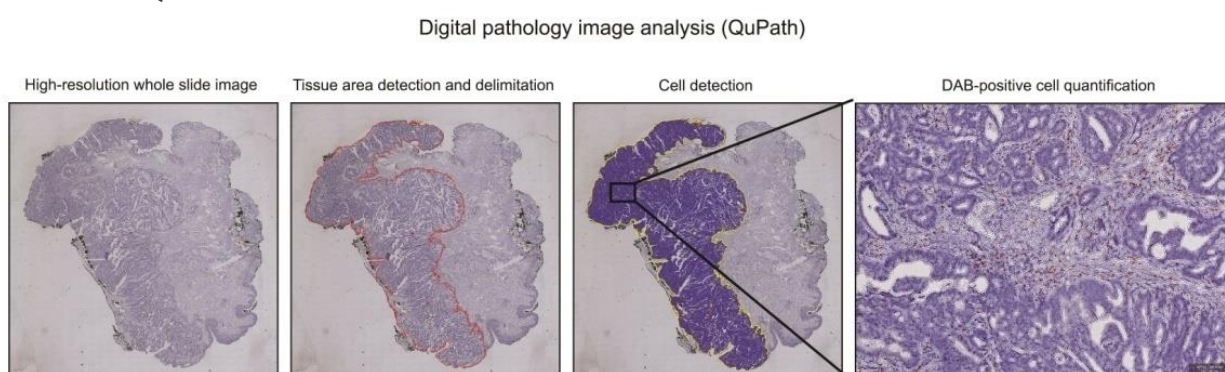 Digital pathology image analysis (QuPath)
High-resolution whole slide image
Tissue area detection and delimitation
Cell detection
DAB-positive cell quantification